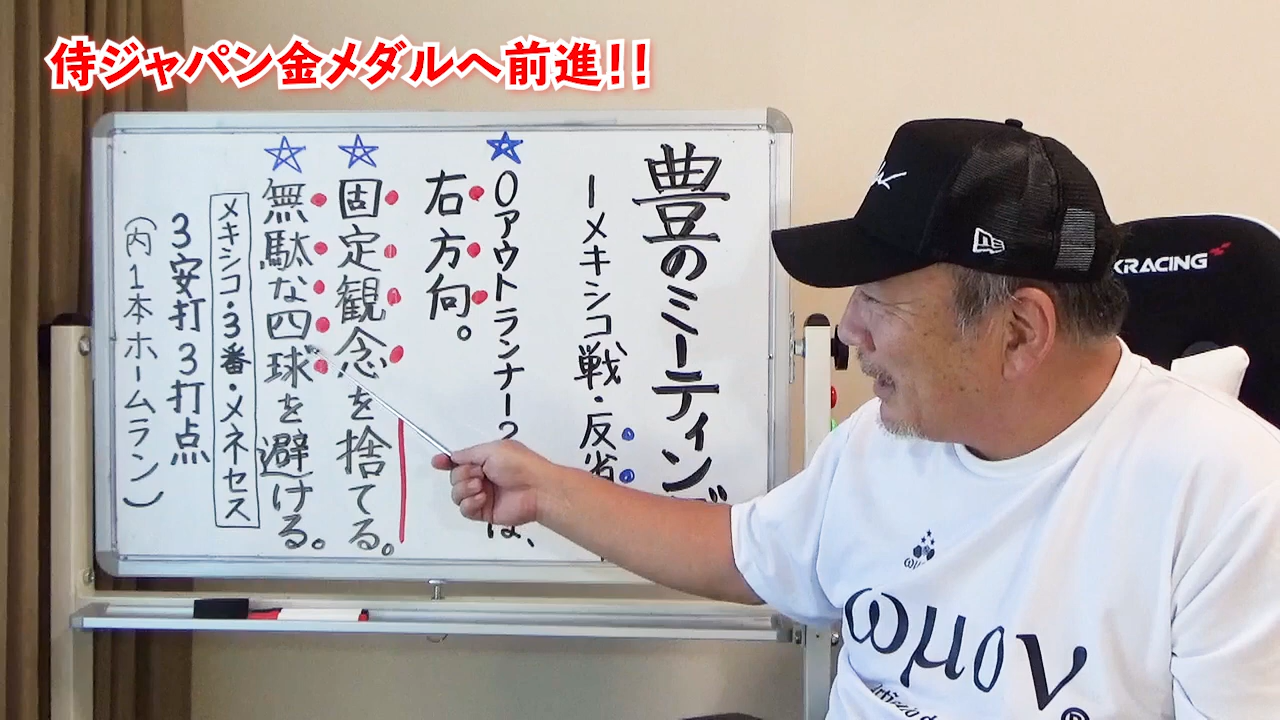 侍ジャパン金メダルへ前進!!
豊のミーティング
ーメキシコ戦・反省
0アウトランナー2
は、
右方向。
固定観念を捨てる。
無駄な四球を避ける。
メキシコ・3番・メネセス
3安打3打点
(内1本ホームラン)
KRACING
ωμον
ωμον